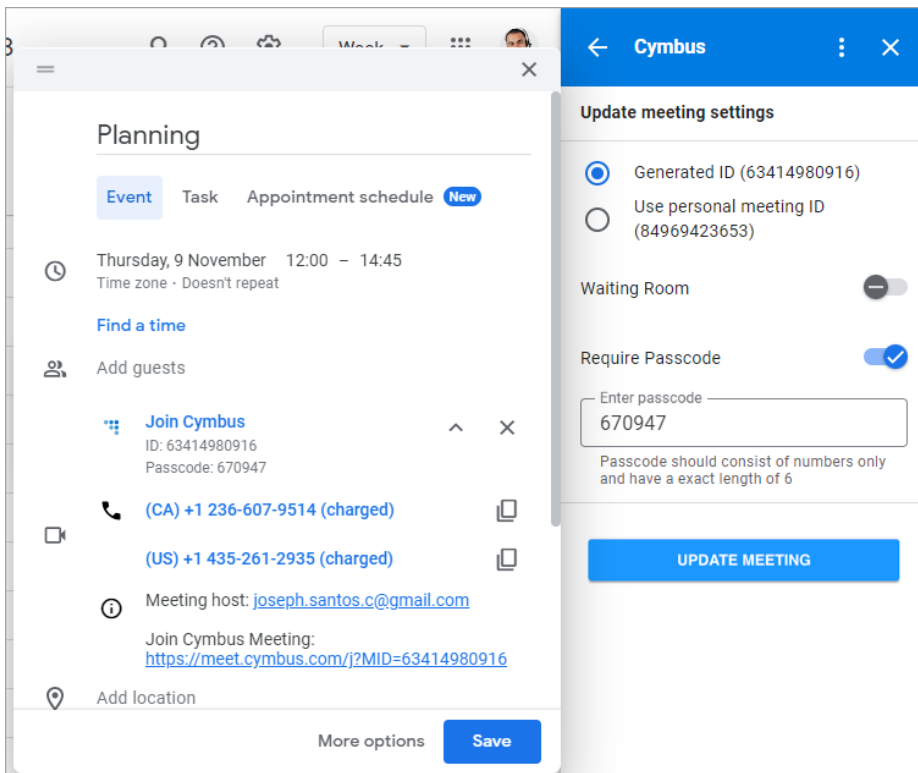 Week
Planning
Event Task Appointment schedule New
Thursday, 9 November 12:00 – 14:45
Time zone · Doesn't repeat
Find a time
Add guests
Join Cymbus
ID: 63414980916
Passcode: 670947
(CA) +1 236-607-9514 (charged)
(US) +1 435-261-2935 (charged)
Meeting host: joseph.santos.c@gmail.com
Join Cymbus Meeting:
https://meet.cymbus.com/j?MID=63414980916
Add location
More options Save
Cymbus
Update meeting settings
Generated ID (63414980916)
Use personal meeting ID
(84969423653)
Waiting Room
Require Passcode
Enter passcode
670947
Passcode should consist of numbers only
and have a exact length of 6
UPDATE MEETING